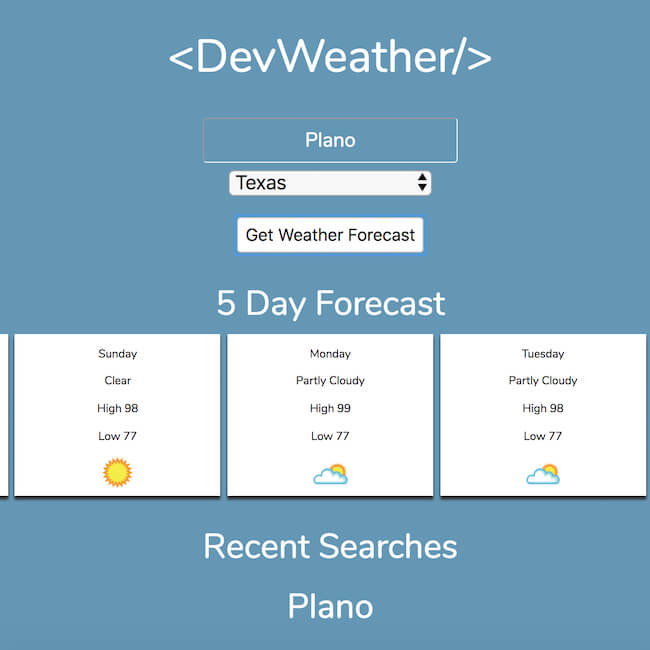 <DevWeather/>
Plano
Texas
Get Weather Forecast
5 Day Forecast
Sunday
Clear
High 98
Low 77
Monday
Partly Cloudy
High 99
Low 77
Tuesday
Partly Cloudy
High 98
Low 77
Recent Searches
Plano